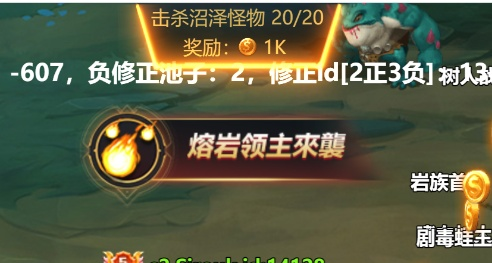 击杀沼泽怪物 20/20
奖励： 1K
-607，负修正池子：2，修正id[2正3负]：13
熔岩领主來襲
岩族首
剧毒蛙王